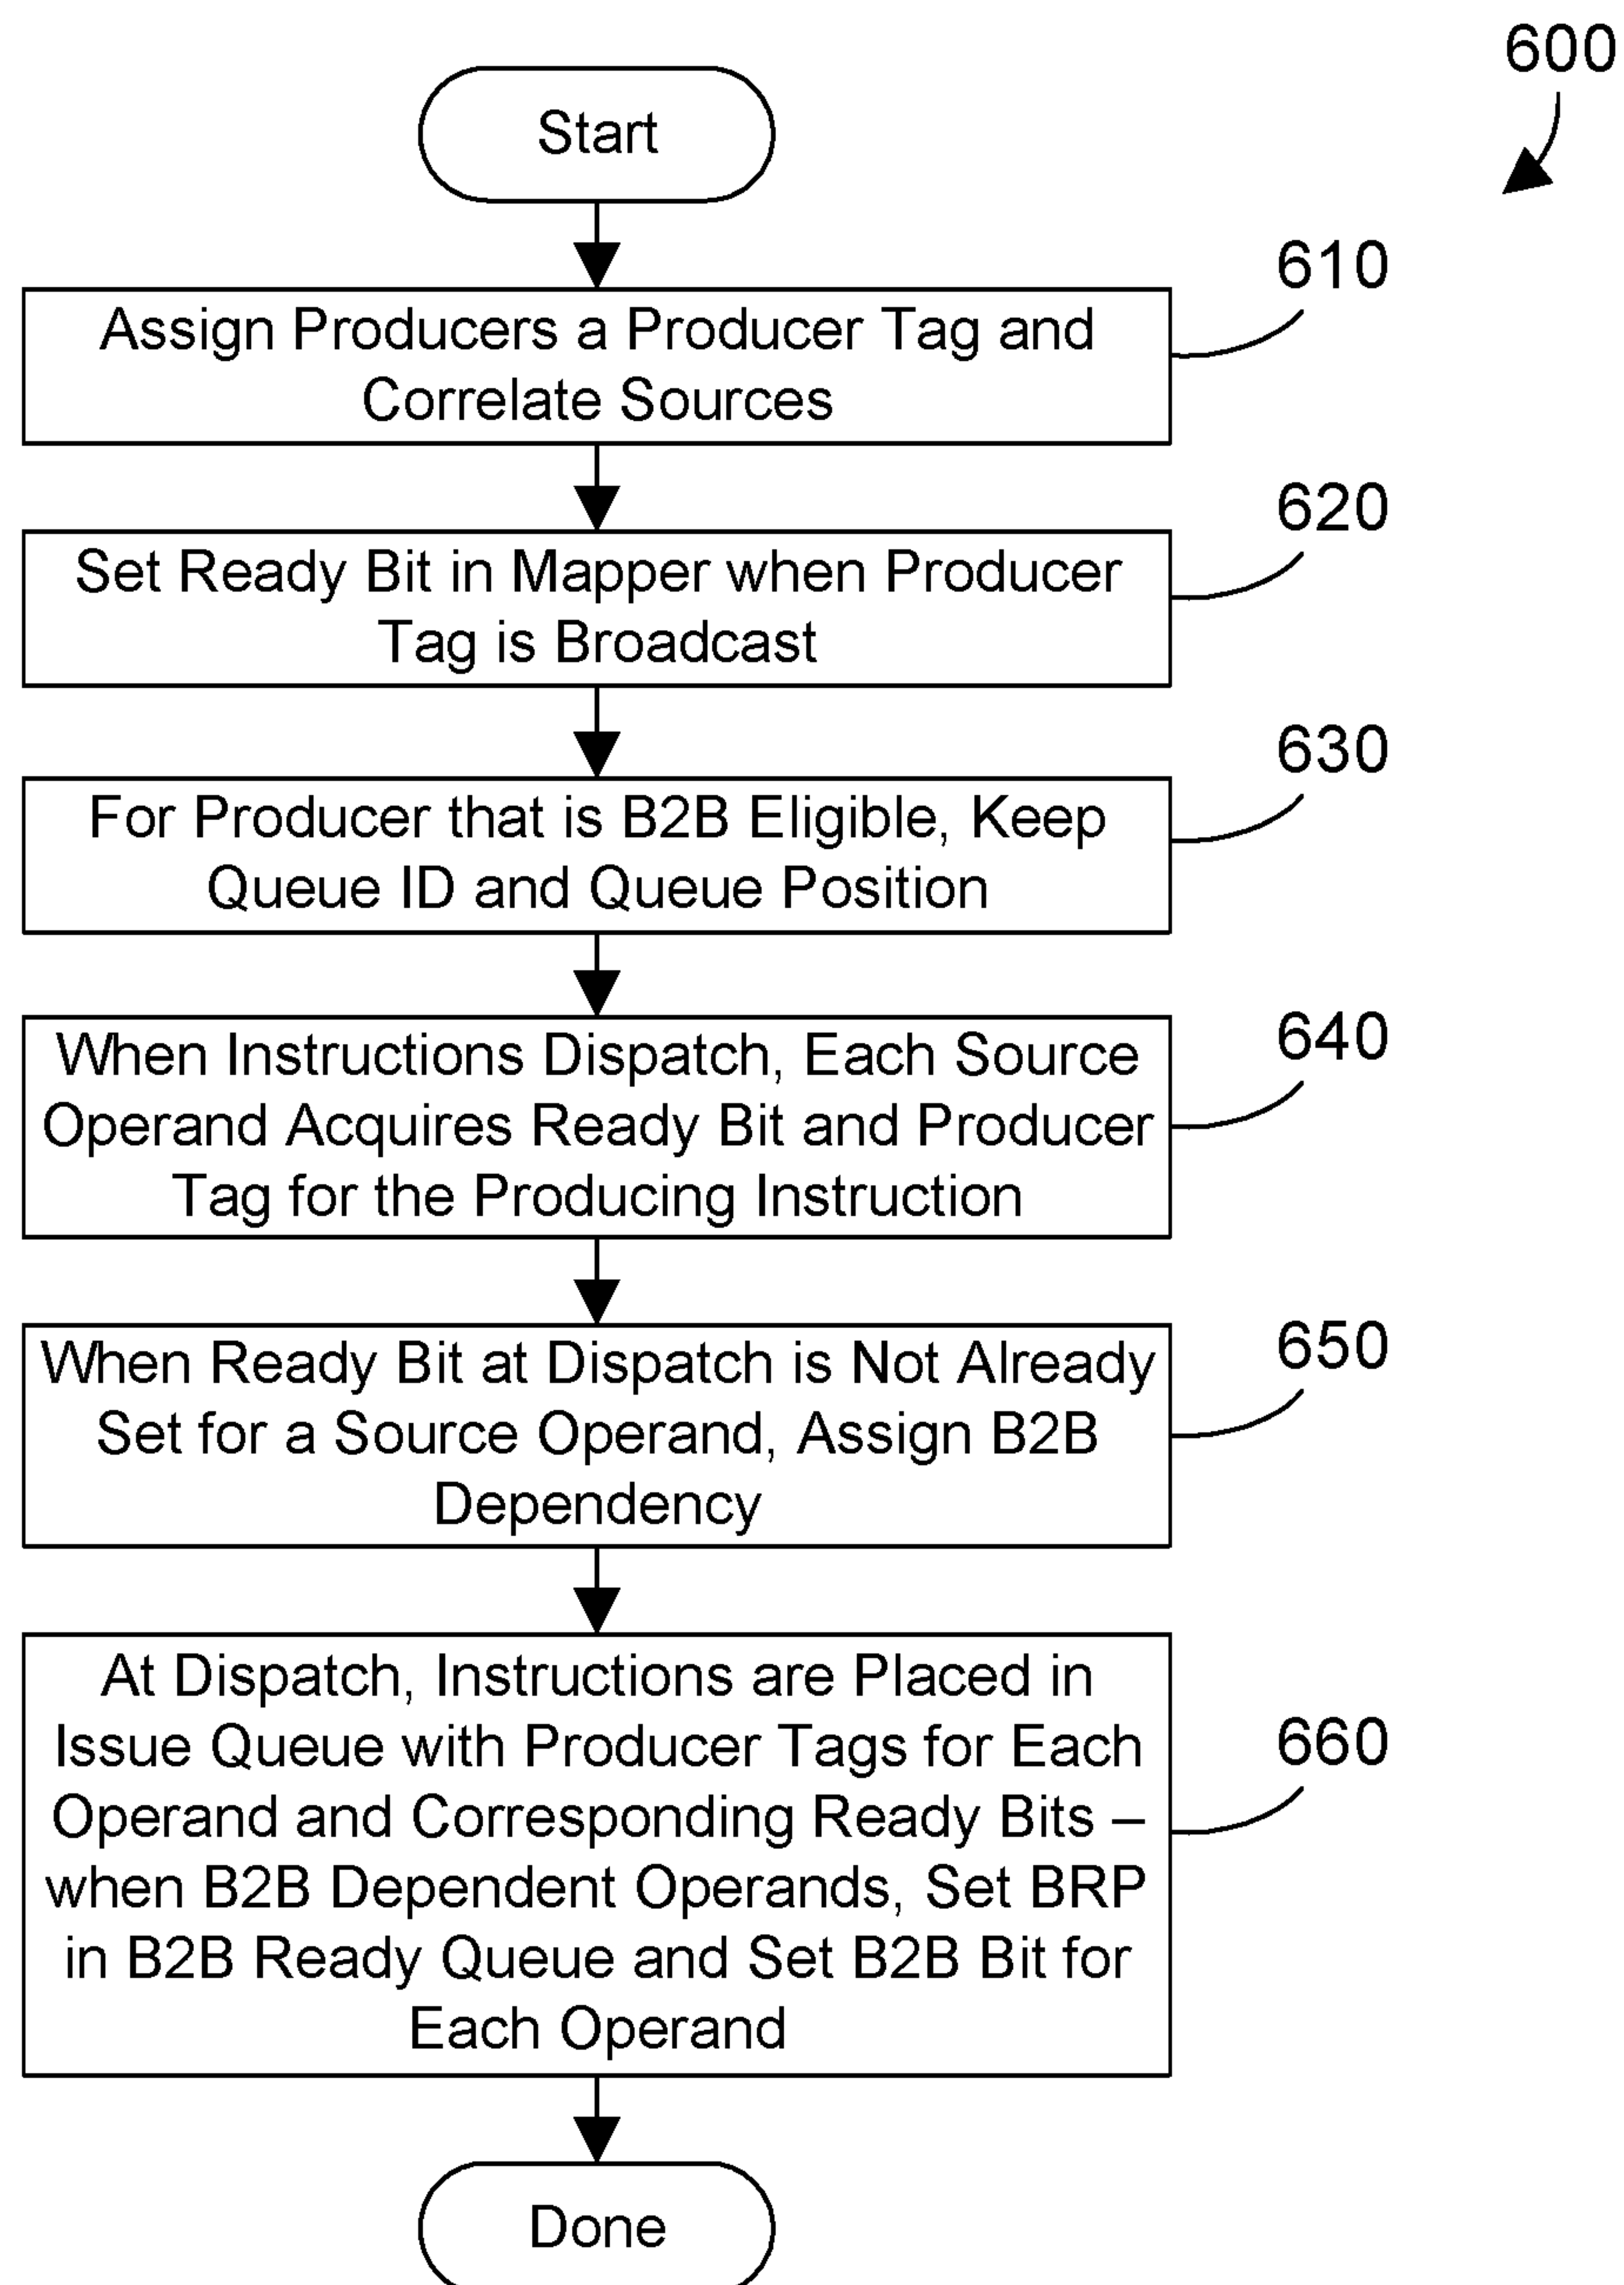 600
Start
610
Assign Producers a Producer Tag and
Correlate Sources
620
Set Ready Bit in Mapper when Producer
Tag is Broadcast
630
For Producer that is B2B Eligible, Keep
Queue ID and Queue Position
640
When Instructions Dispatch, Each Source
Operand Acquires Ready Bit and Producer
Tag for the Producing Instruction
650
When Ready Bit at Dispatch is Not Already
Set for a Source Operand, Assign B2B
Dependency
660
At Dispatch, Instructions are Placed in
Issue Queue with Producer Tags for Each
Operand and Corresponding Ready Bits –
when B2B Dependent Operands, Set BRP
in B2B Ready Queue and Set B2B Bit for
Each Operand
Done